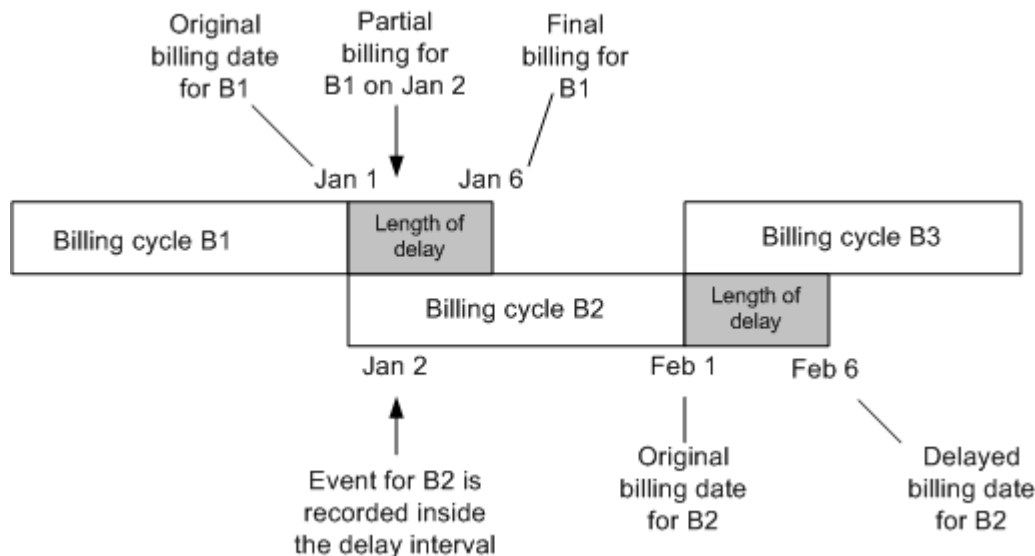 Original
billing date
for B1
Partial
billing for
B1 on Jan 2
Final
billing for
B1
Jan 1
Jan 6
Billing cycle B1
Length of
delay
Billing cycle B3
Billing cycle B2
Length of
delay
Jan 2
Feb 1
Feb 6
Event for B2 is
recorded inside
the delay interval
Original
billing date
for B2
Delayed
billing date
for B2